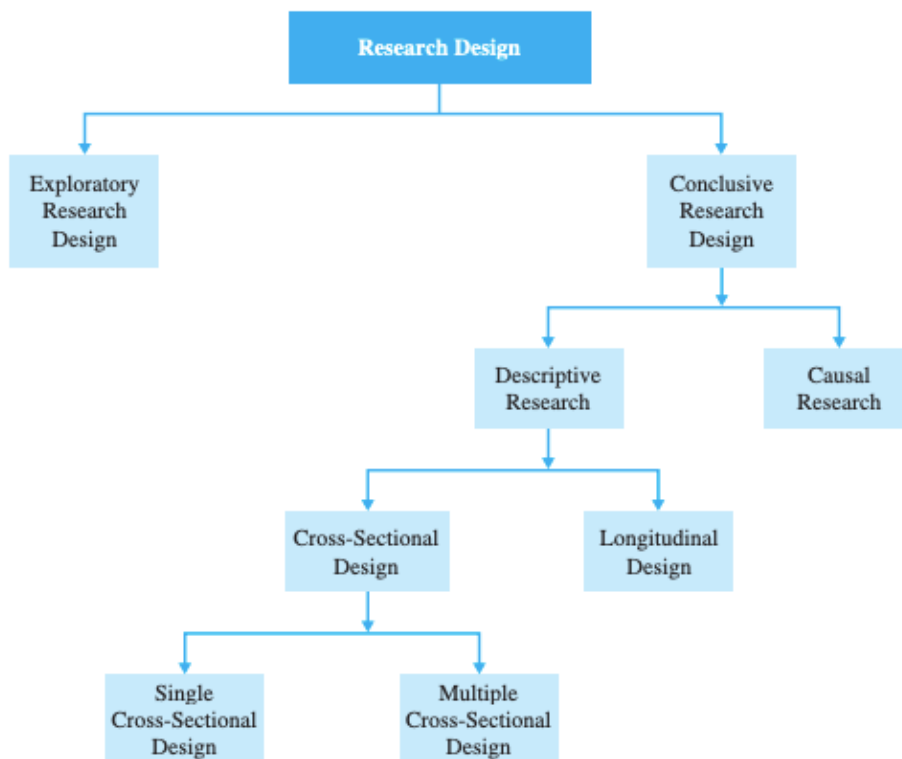 Research Design
Exploratory
Research
Design
Conclusive
Research
Design
Descriptive
Research
Causal
Research
Cross-Sectional
Design
Longitudinal
Design
Single
Cross-Sectional
Design
Multiple
Cross-Sectional
Design